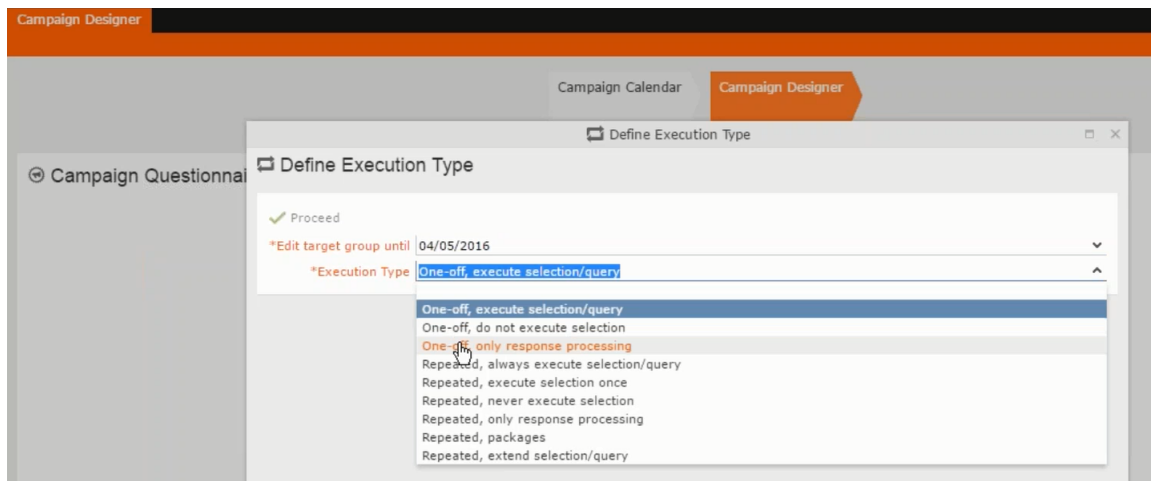 Campaign Designer
Campaign Calendar
Campaign Designer
Define Execution Type
Campaign Questionnai
Define Execution Type
Proceed
*Edit target group until 04/05/2016
*Execution Type One-off, execute selection/query
One-off, execute selection/query
One-off, do not execute selection
One-off, only response processing
Repeated, always execute selection/query
Repeated, execute selection once
Repeated, never execute selection
Repeated, only response processing
Repeated, packages
Repeated, extend selection/query